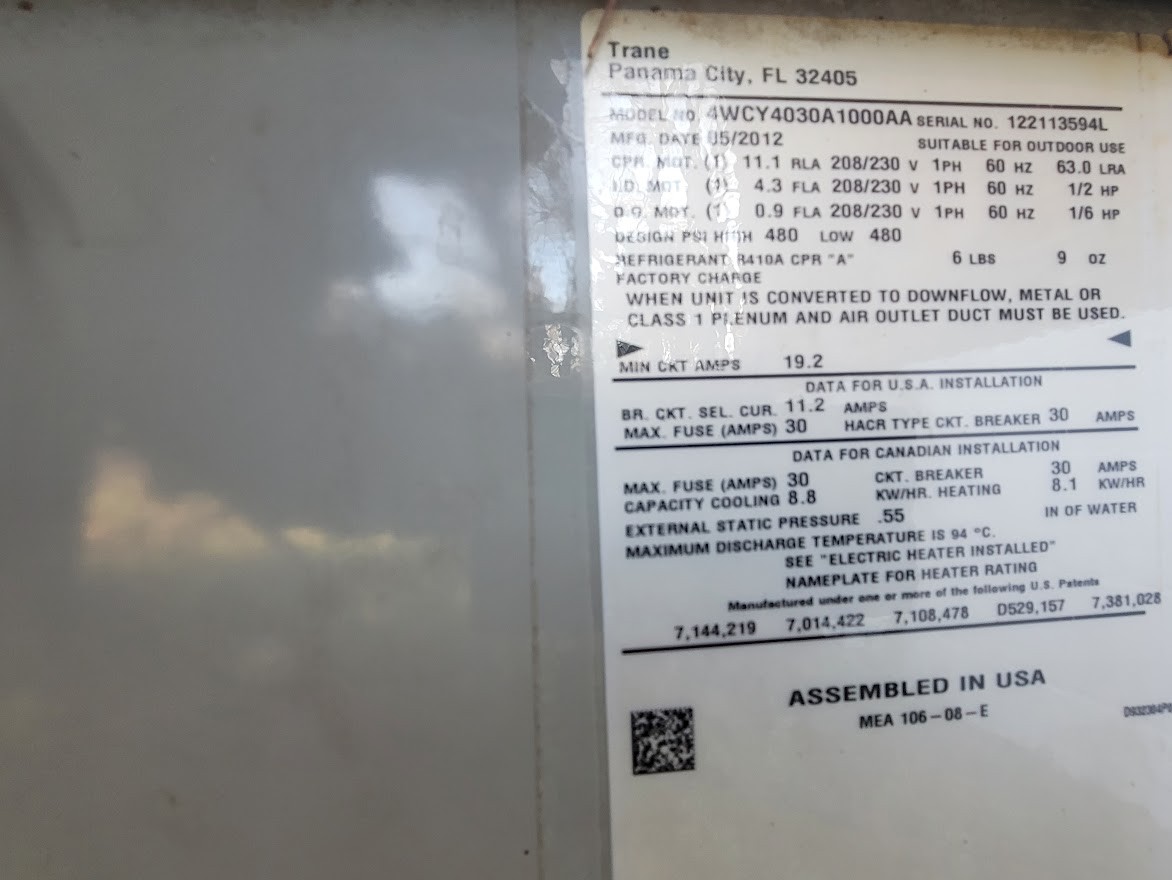 Trane
Panama City, FL 32405
MODEL NO. 4WCY4030A1000AA SERIAL NO. 122113594L
MFG. DATE 05/2012 SUITABLE FOR OUTDOOR USE
CPR. MOT. (1) 11.1 RLA 208/230 V 1PH 60 HZ 63.0 LRA
I.D. MOT (1) 4.3 FLA 208/230 V 1PH 60 HZ 1/2 HP
O.D. MOT. (1) 0.9 FLA 208/230 V 1PH 60 HZ 1/6 HP
DESIGN PSI HIGH 480 LOW 480
REFRIGERANT R410A CPR "A" 6 LBS 9 OZ
FACTORY CHARGE
WHEN UNIT IS CONVERTED TO DOWNFLOW, METAL OR
CLASS 1 PLENUM AND AIR OUTLET DUCT MUST BE USED.
MIN CKT AMPS 19.2
DATA FOR U.S.A. INSTALLATION
BR. CKT. SEL. CUR. 11.2 AMPS
MAX. FUSE (AMPS) 30 HACR TYPE CKT. BREAKER 30 AMPS
DATA FOR CANADIAN INSTALLATION
MAX. FUSE (AMPS) 30 CKT. BREAKER 30 AMPS
CAPACITY COOLING 8.8 KW/HR. HEATING 8.1 KW/HR
EXTERNAL STATIC PRESSURE .55 IN OF WATER
MAXIMUM DISCHARGE TEMPERATURE IS 94 °C.
SEE "ELECTRIC HEATER INSTALLED"
NAMEPLATE FOR HEATER RATING
Manufactured under one or more of the following U.S. Patents
7,144,219 7,014,422 7,108,478 D529,157 7,381,028
ASSEMBLED IN USA
MEA 106-08-E